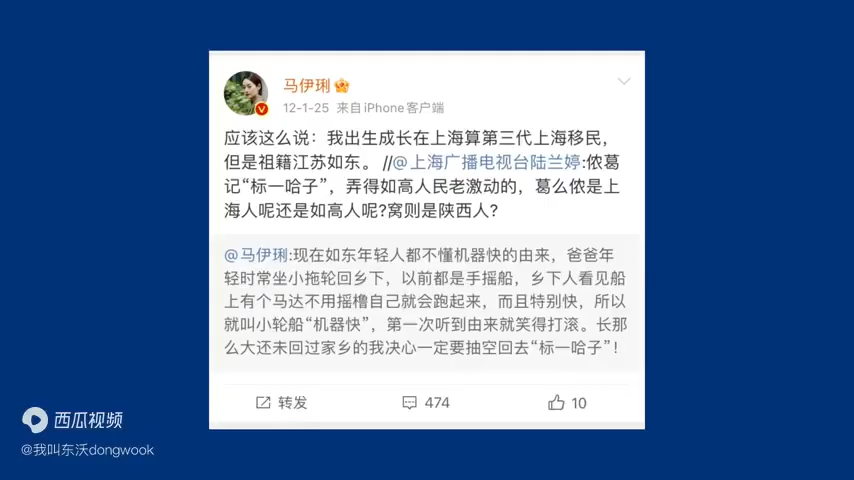 马伊琍
12-1-25 来自iPhone客户端
应该这么说：我出生成长在上海算第三代上海移民，
但是祖籍江苏如东。//@上海广播电视台陆兰婷:侬葛
记“标一哈子”，弄得如高人民老激动的，葛么侬是上
海人呢还是如高人呢?窝则是陕西人?
@马伊琍:现在如东年轻人都不懂机器快的由来，爸爸年
轻时常坐小拖轮回乡下，以前都是手摇船，乡下人看见船
上有个马达不用摇橹自己就会跑起来，而且特别快，所以
就叫小轮船“机器快”，第一次听到由来就笑得打滚。长那
么大还未回过家乡的我决心一定要抽空回去“标一哈子”！
转发
474
10
西瓜视频
@我叫东沃dongwook